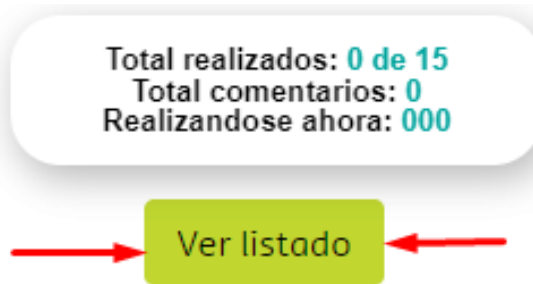 Total realizados: 0 de 15
Total comentarios: 0
Realizandose ahora: 000
Ver listado